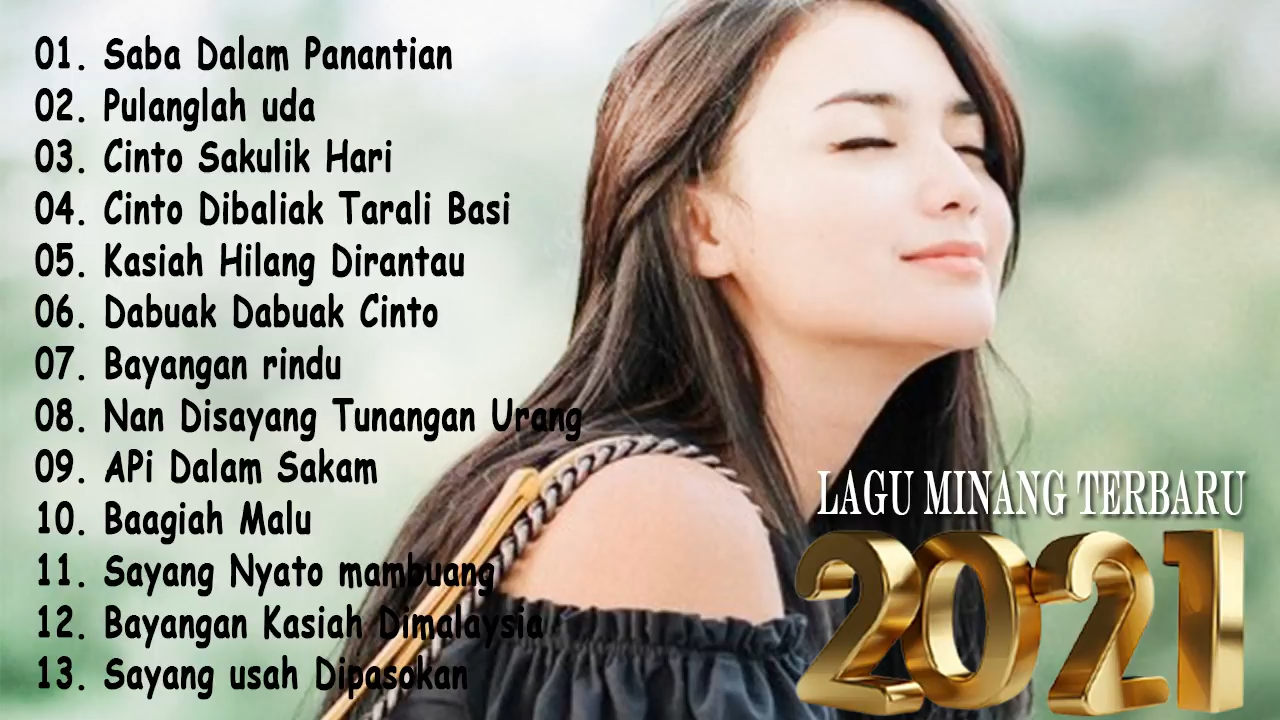 01. Saba Dalam Panantian
02. Pulanglah uda
03. Cinto Sakulik Hari
04. Cinto Dibaliak Tarali Basi
05. Kasiah Hilang Dirantau
06. Dabuak Dabuak Cinto
07. Bayangan rindu
08. Nan Disayang Tunangan Urang
09. APi Dalam Sakam
10. Baagiah Malu
11. Sayang Nyato mambuang
12. Bayangan Kasiah Dimalaysia
13. Sayang usah Dipasokan
LAGU MINANG TERBARU
2021